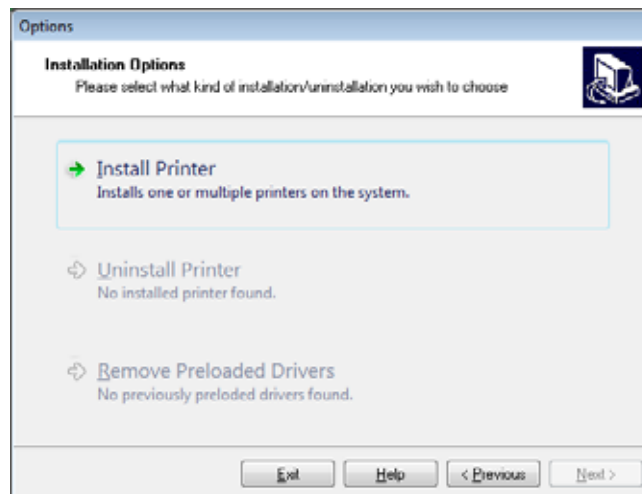 Options
Installation Options
Please select what kind of installation/uninstallation you wish to choose
Install Printer
Installs one or multiple printers on the system.
Uninstall Printer
No installed printer found.
Remove Preloaded Drivers
No previously preloded drivers found.
Exit Help < Previous Next >